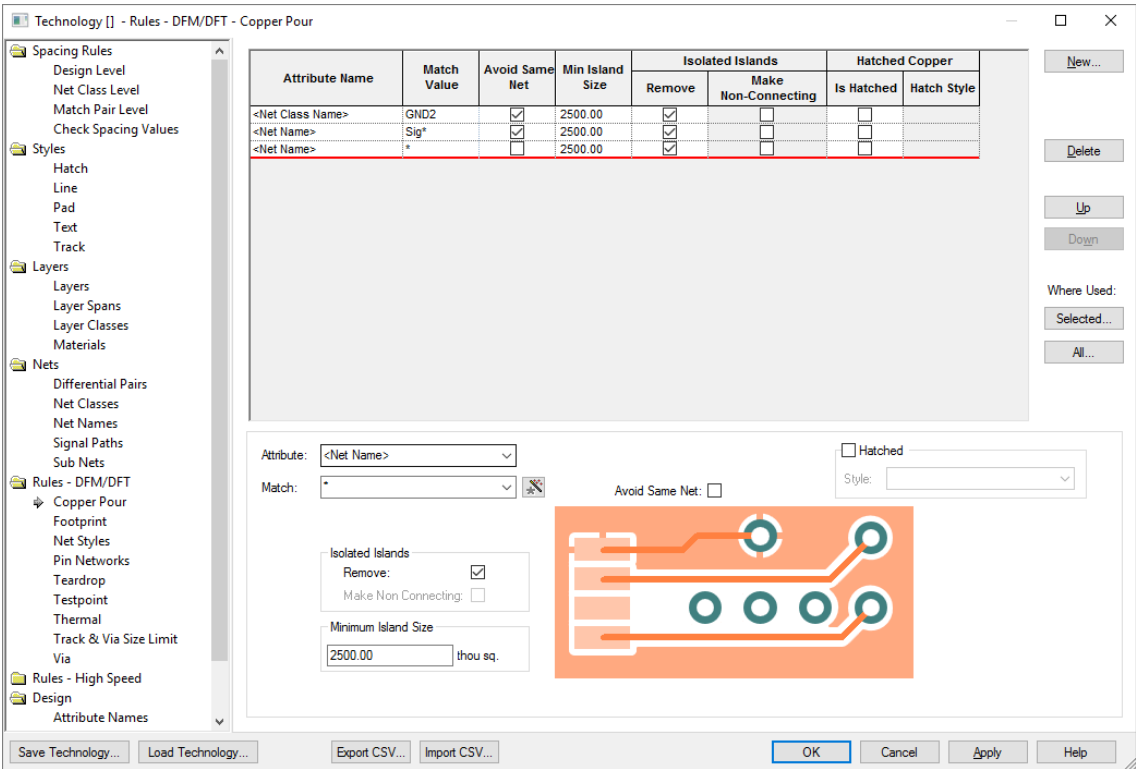 Technology [] - Rules - DFM/DFT - Copper Pour
Spacing Rules
Design Level
Net Class Level
Match Pair Level
Check Spacing Values
Styles
Hatch
Line
Pad
Text
Track
Layers
Layers
Layer Spans
Layer Classes
Materials
Nets
Differential Pairs
Net Classes
Net Names
Signal Paths
Sub Nets
Rules - DFM/DFT
Copper Pour
Footprint
Net Styles
Pin Networks
Teardrop
Testpoint
Thermal
Track & Via Size Limit
Via
Rules - High Speed
Design
Attribute Names
Attribute Name
Match Value
Avoid Same Net
Min Island Size
Isolated Islands
Remove
Make Non-Connecting
Hatched Copper
Is Hatched
Hatch Style
<Net Class Name> GND2 2500.00
<Net Name> Sig* 2500.00
<Net Name> * 2500.00
New...
Delete
Up
Down
Where Used:
Selected...
All...
Attribute: <Net Name>
Match: *
Avoid Same Net:
Hatched
Style:
Isolated Islands
Remove:
Make Non Connecting:
Minimum Island Size
2500.00 thou sq.
Save Technology... Load Technology... Export CSV... Import CSV... OK Cancel Apply Help